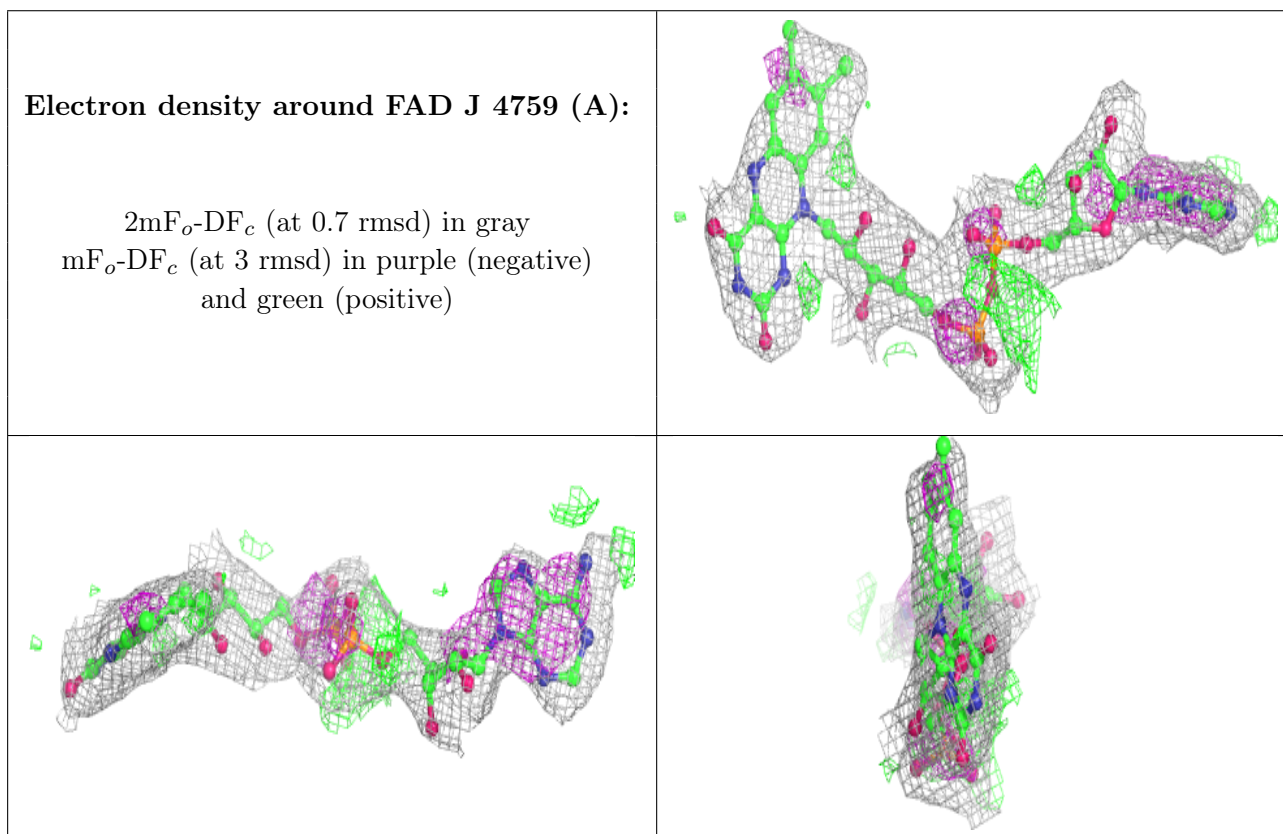 Electron density around FAD J 4759 (A):
2mFo-DFc (at 0.7 rmsd) in gray
mFo-DFc (at 3 rmsd) in purple (negative)
and green (positive)